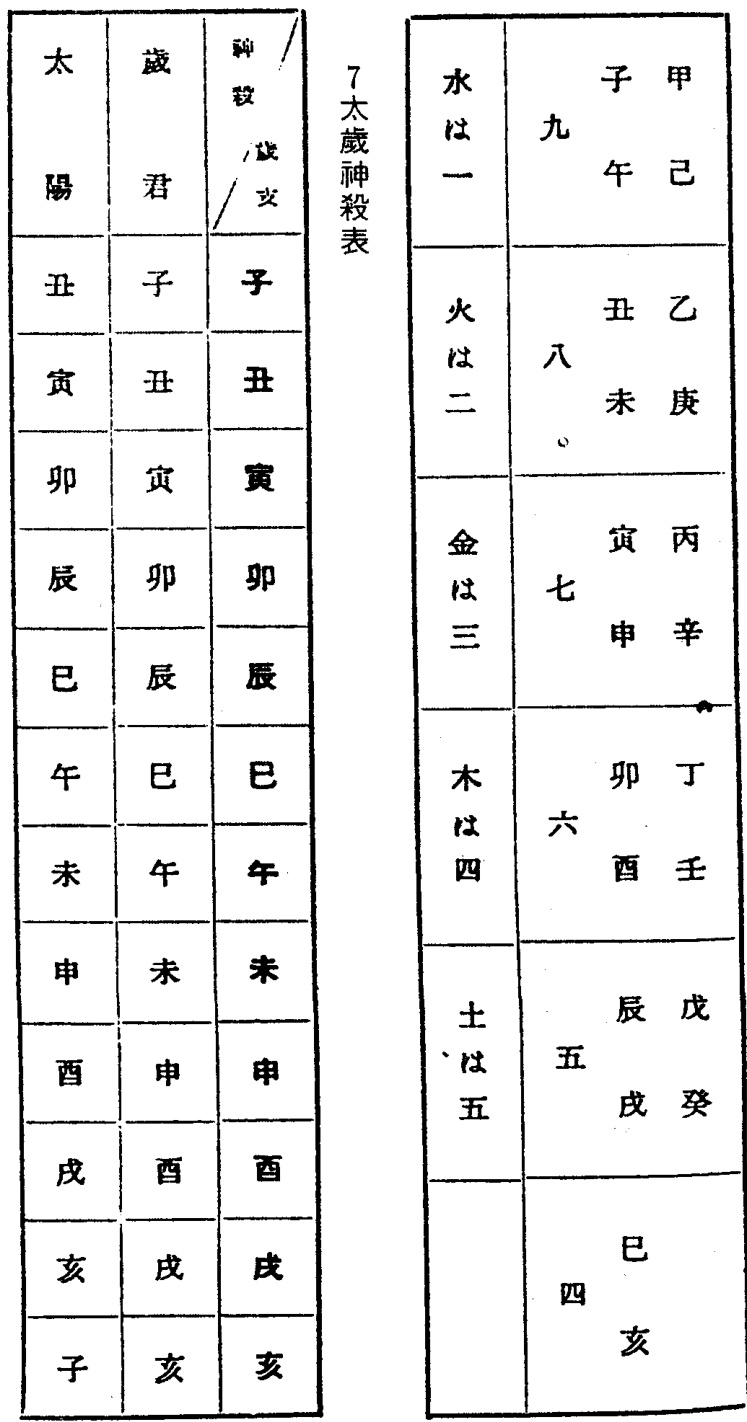 甲己 子午 九
乙庚 丑未 八。
丙辛 寅申 七
丁壬 卯酉 六
戊癸 辰戌 五
巳亥 四
水は一
火は二
金は三
木は四
土は五
7太歲神殺表
神殺 歲支 子 丑 寅 卯 辰 巳 午 未 申 酉 戌 亥
歲君 子 丑 寅 卯 辰 巳 午 未 申 酉 戌 亥
太陽 丑 寅 卯 辰 巳 午 未 申 酉 戌 亥 子